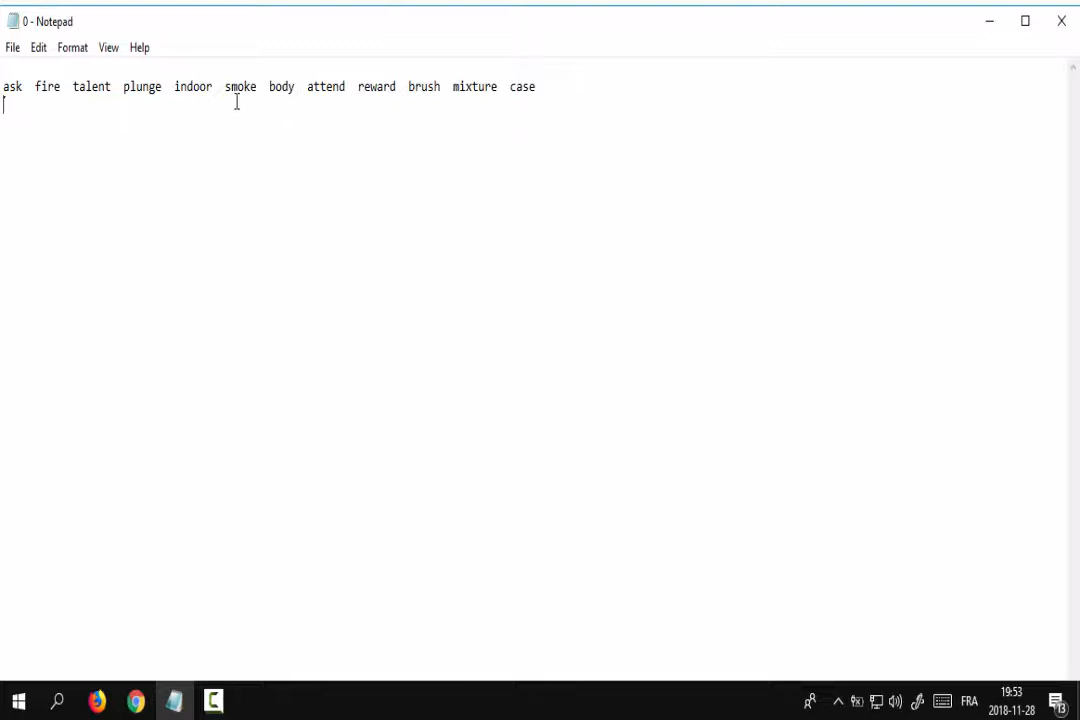 0 - Notepad
File Edit Format View Help
ask fire talent plunge indoor smoke body attend reward brush mixture case
FRA
19:53
2018-11-28
13